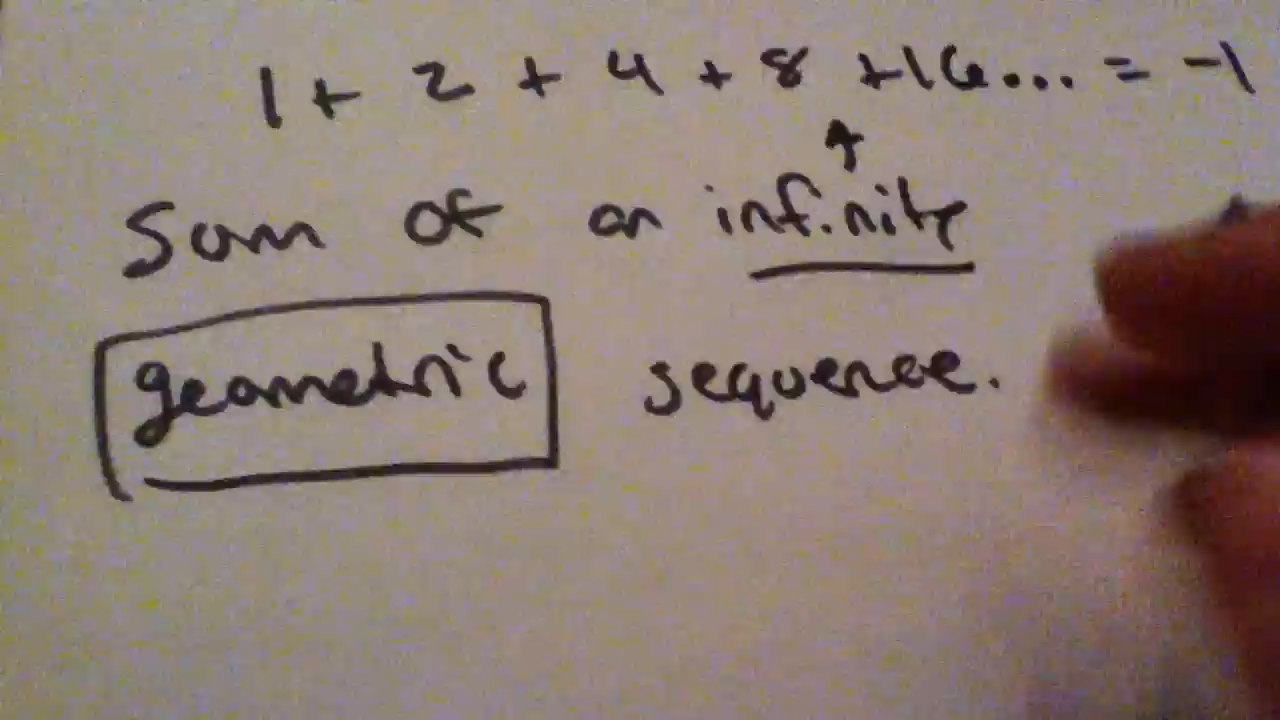 1 + 2 + 4 + 8 + 16... = -1
Sum of an infinite
geometric sequence.